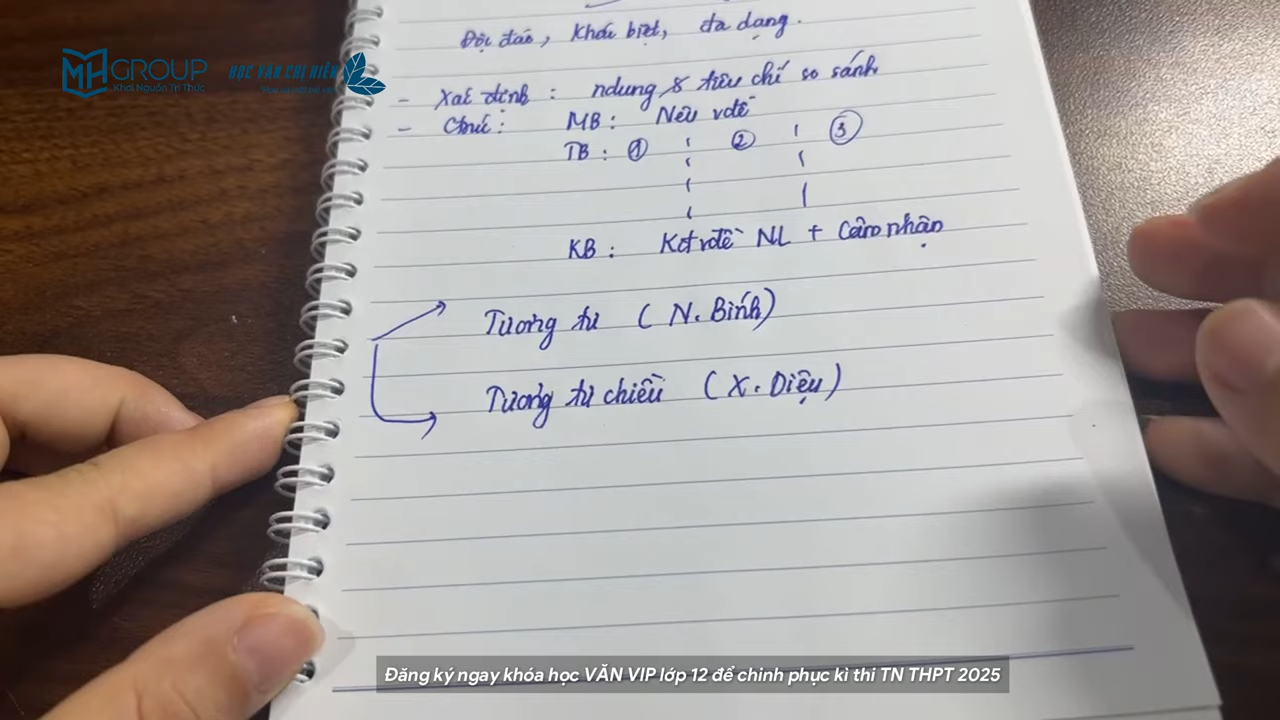 Độc đáo, khác biệt, đa dạng.
MH GROUP
Khơi Nguồn Tri Thức
HỌC VĂN CHỊ HIÊN
- Xác định : ndung & tiêu chí so sánh
- Cthức : MB : Nêu vđề
TB : ① ② ③
KB : Kết vđề NL + Cảm nhận
Tương tư ( N. Bính)
Tương tư chiều ( X. Diệu)
Đăng ký ngay khóa học VĂN VIP lớp 12 để chinh phục kì thi TN THPT 2025